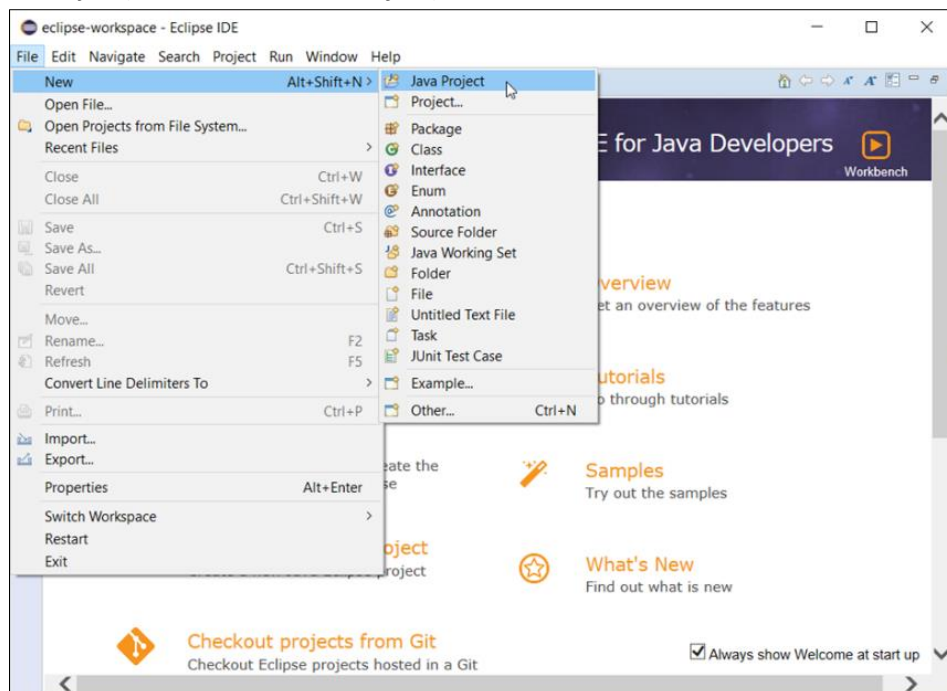 eclipse-workspace - Eclipse IDE
File Edit Navigate Search Project Run Window Help
New Alt+Shift+N >
Open File...
Open Projects from File System...
Recent Files >
Close Ctrl+W
Close All Ctrl+Shift+W
Save Ctrl+S
Save As...
Save All Ctrl+Shift+S
Revert
Move...
Rename... F2
Refresh F5
Convert Line Delimiters To >
Print... Ctrl+P
Import...
Export...
Properties Alt+Enter
Switch Workspace >
Restart
Exit
Java Project
Project...
Package
Class
Interface
Enum
Annotation
Source Folder
Java Working Set
Folder
File
Untitled Text File
Task
JUnit Test Case
Example...
Other... Ctrl+N
E for Java Developers
Workbench
verview
et an overview of the features
utorials
o through tutorials
eate the
se
Samples
Try out the samples
oject
project
What's New
Find out what is new
Checkout projects from Git
Checkout Eclipse projects hosted in a Git
Always show Welcome at start up